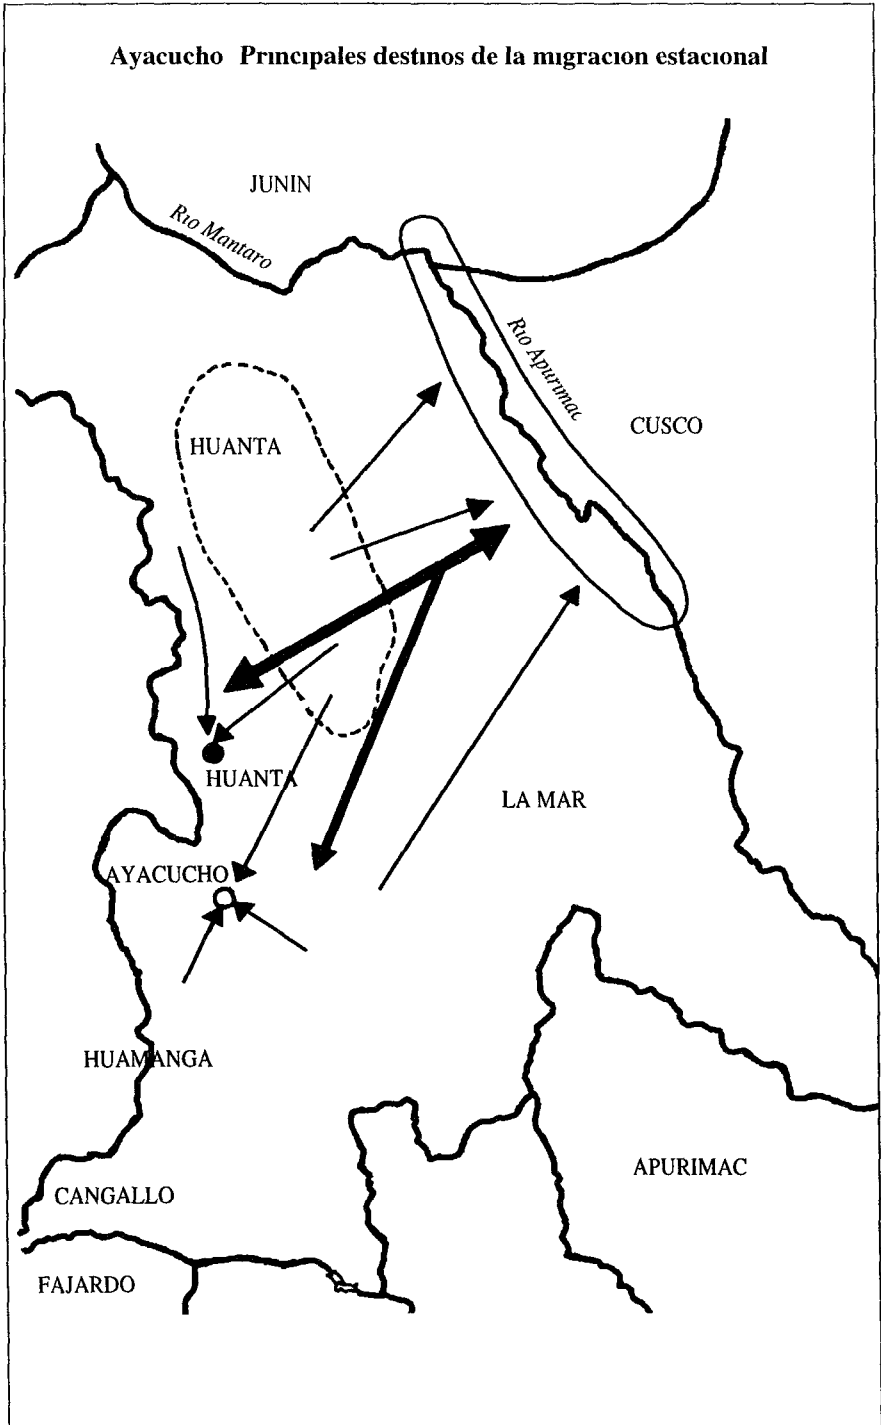 Ayacucho Principales destinos de la migracion estacional
JUNIN
Rio Mantaro
Rio Apurimac
CUSCO
HUANTA
HUANTA
LA MAR
AYACUCHO
HUAMANGA
APURIMAC
CANGALLO
FAJARDO